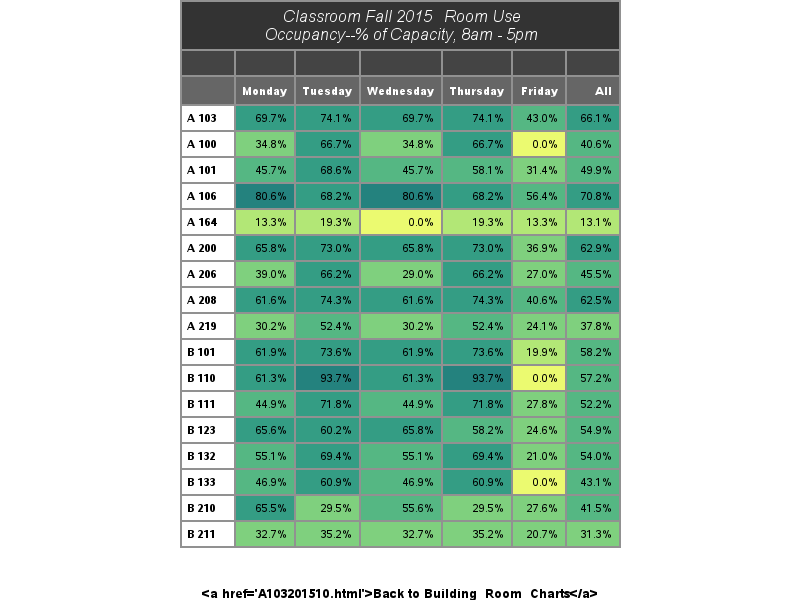 Classroom Fall 2015 Room Use
Occupancy--% of Capacity, 8am - 5pm
Monday Tuesday Wednesday Thursday Friday All
A 103 69.7% 74.1% 69.7% 74.1% 43.0% 66.1%
A 100 34.8% 66.7% 34.8% 66.7% 0.0% 40.6%
A 101 45.7% 68.6% 45.7% 58.1% 31.4% 49.9%
A 106 80.6% 68.2% 80.6% 68.2% 56.4% 70.8%
A 164 13.3% 19.3% 0.0% 19.3% 13.3% 13.1%
A 200 65.8% 73.0% 65.8% 73.0% 36.9% 62.9%
A 206 39.0% 66.2% 29.0% 66.2% 27.0% 45.5%
A 208 61.6% 74.3% 61.6% 74.3% 40.6% 62.5%
A 219 30.2% 52.4% 30.2% 52.4% 24.1% 37.8%
B 101 61.9% 73.6% 61.9% 73.6% 19.9% 58.2%
B 110 61.3% 93.7% 61.3% 93.7% 0.0% 57.2%
B 111 44.9% 71.8% 44.9% 71.8% 27.8% 52.2%
B 123 65.6% 60.2% 65.8% 58.2% 24.6% 54.9%
B 132 55.1% 69.4% 55.1% 69.4% 21.0% 54.0%
B 133 46.9% 60.9% 46.9% 60.9% 0.0% 43.1%
B 210 65.5% 29.5% 55.6% 29.5% 27.6% 41.5%
B 211 32.7% 35.2% 32.7% 35.2% 20.7% 31.3%
<a href='A103201510.html'>Back to Building Room Charts</a>